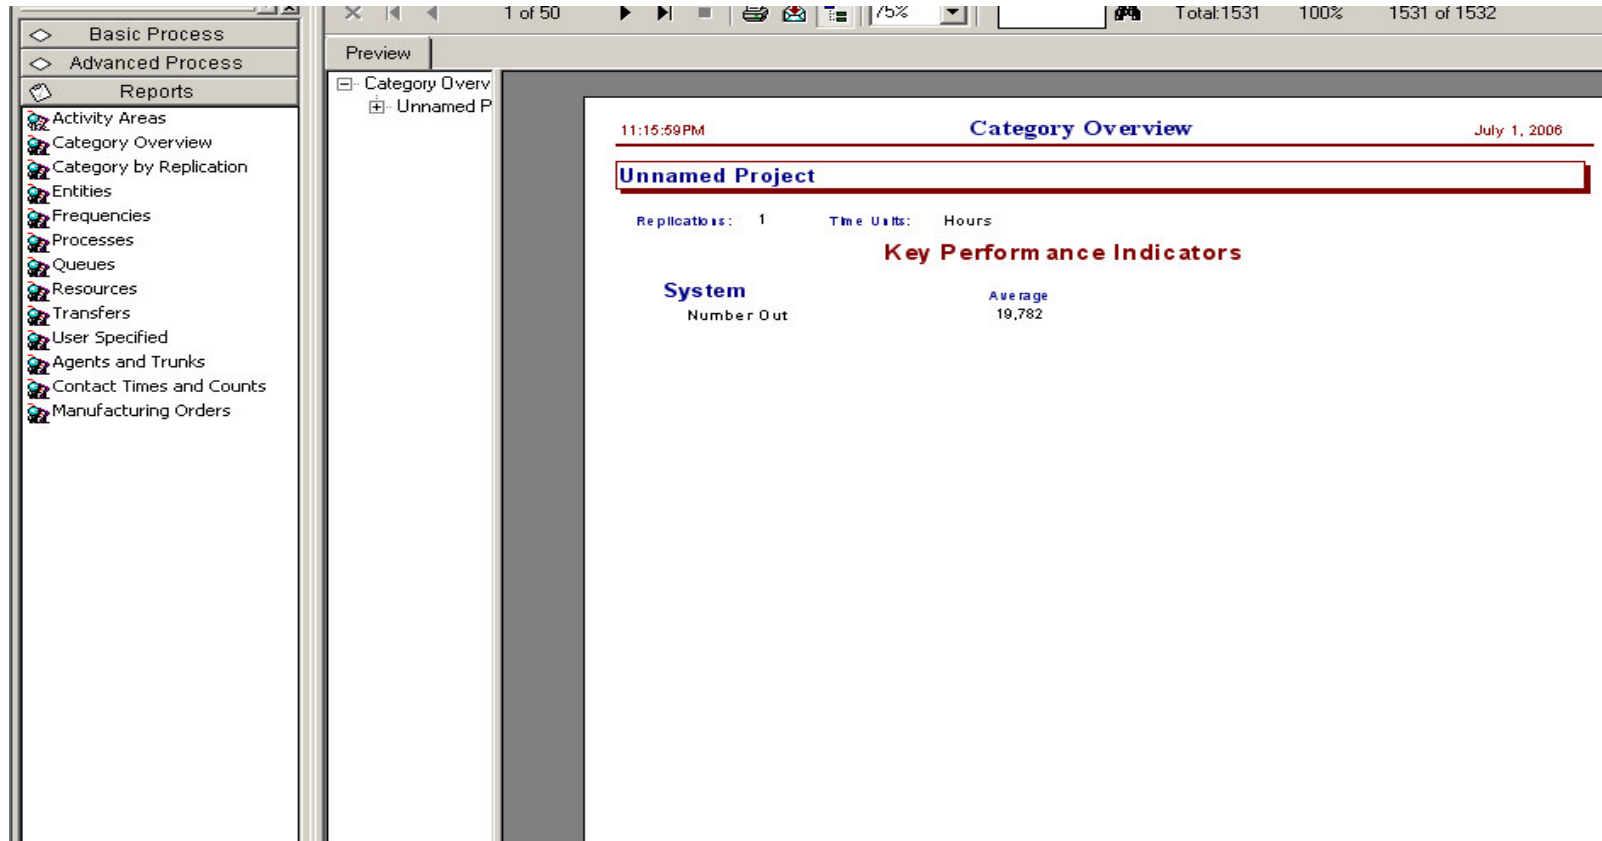 1 of 50 75% Total:1531 100% 1531 of 1532
Basic Process
Advanced Process
Reports
Activity Areas
Category Overview
Category by Replication
Entities
Frequencies
Processes
Queues
Resources
Transfers
User Specified
Agents and Trunks
Contact Times and Counts
Manufacturing Orders
Preview
Category Overv
Unnamed P
11:15:59PM Category Overview July 1, 2006
Unnamed Project
Replications: 1 Time Units: Hours
Key Performance Indicators
System Average
Number Out 19,782